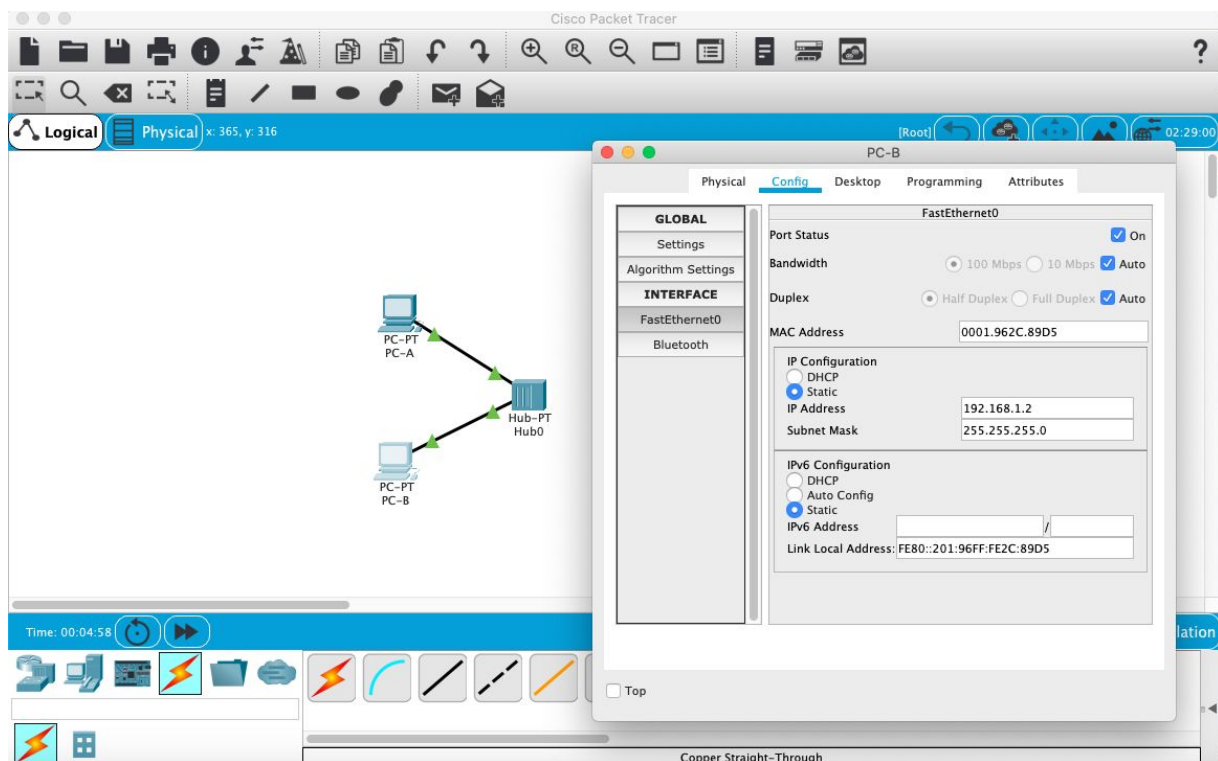 Cisco Packet Tracer
?
Logical Physical x: 365, y: 316 [Root] 02:29:00
PC-PT
PC-A
Hub-PT
Hub0
PC-PT
PC-B
PC-B
Physical Config Desktop Programming Attributes
GLOBAL
Settings
Algorithm Settings
INTERFACE
FastEthernet0
Bluetooth
FastEthernet0
Port Status On
Bandwidth 100 Mbps 10 Mbps Auto
Duplex Half Duplex Full Duplex Auto
MAC Address 0001.962C.89D5
IP Configuration
DHCP
Static
IP Address 192.168.1.2
Subnet Mask 255.255.255.0
IPv6 Configuration
DHCP
Auto Config
Static
IPv6 Address /
Link Local Address: FE80::201:96FF:FE2C:89D5
Top
Time: 00:04:58 lation
Copper Straight-Through